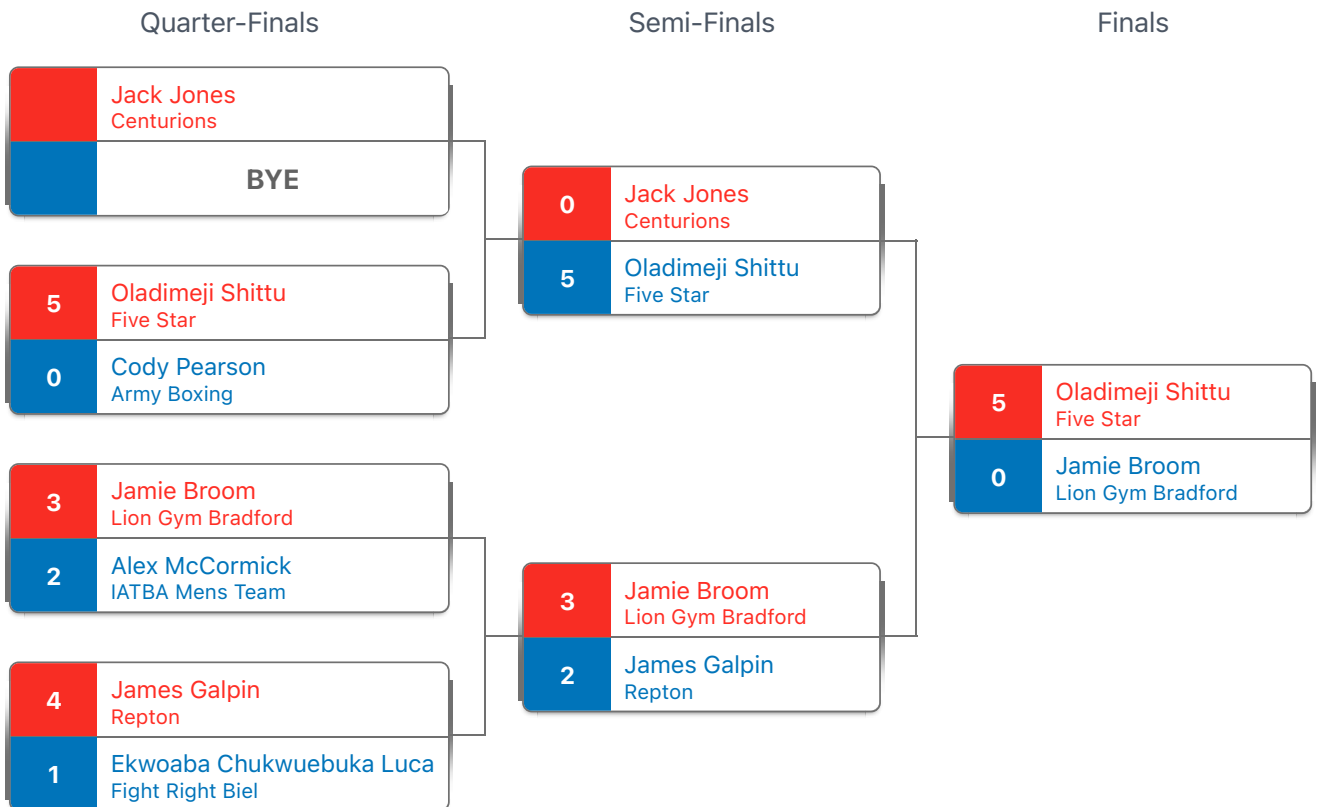 Quarter-Finals
Semi-Finals
Finals
Jack Jones
Centurions
BYE
5
Oladimeji Shittu
Five Star
0
Cody Pearson
Army Boxing
3
Jamie Broom
Lion Gym Bradford
2
Alex McCormick
IATBA Mens Team
4
James Galpin
Repton
1
Ekwoaba Chukwuebuka Luca
Fight Right Biel
0
Jack Jones
Centurions
5
Oladimeji Shittu
Five Star
3
Jamie Broom
Lion Gym Bradford
2
James Galpin
Repton
5
Oladimeji Shittu
Five Star
0
Jamie Broom
Lion Gym Bradford